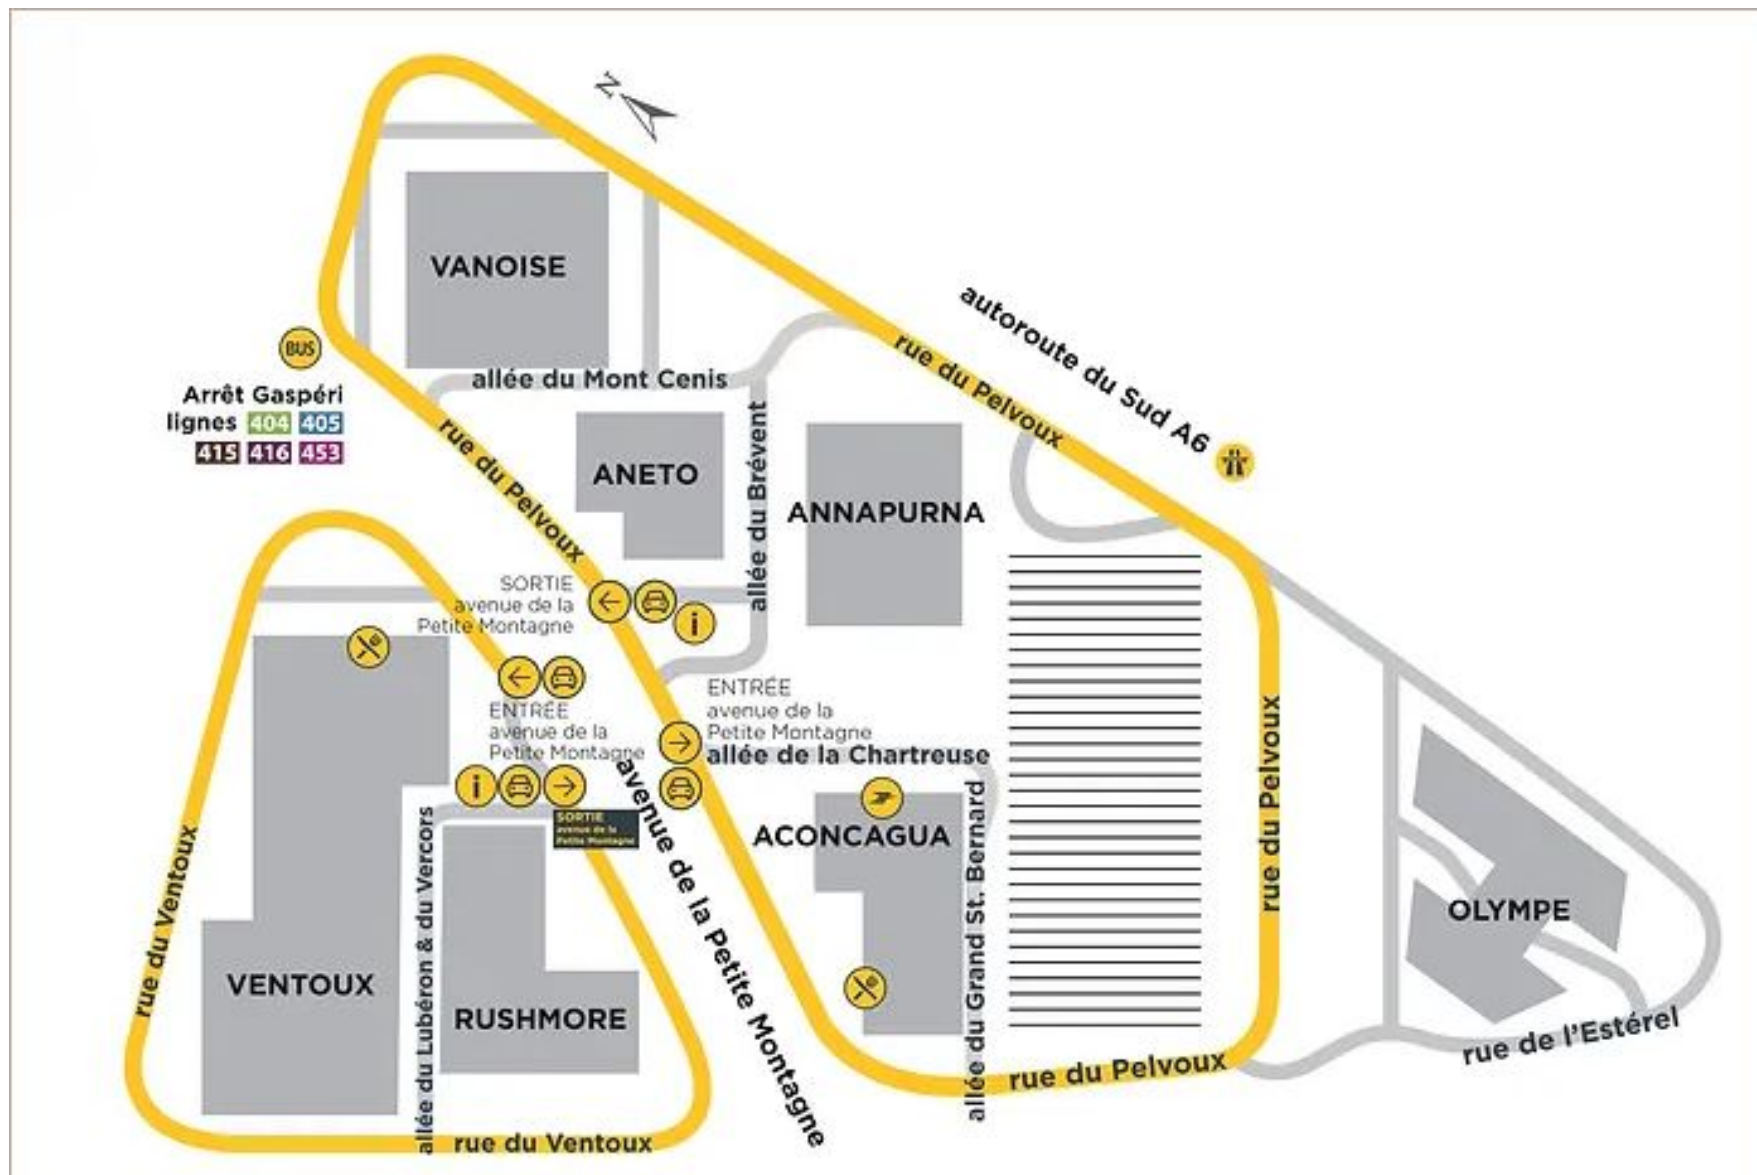 N
VANOISE
BUS
Arrêt Gaspéri
lignes 404 405
415 416 453
allée du Mont Cenis
rue du Pelvoux
autoroute du Sud A6
rue du Pelvoux
ANETO
allée du Brévent
ANNAPURNA
SORTIE
avenue de la
Petite Montagne
i
ENTRÉE
avenue de la
Petite Montagne
ENTRÉE
avenue de la
Petite Montagne
allée de la Chartreuse
i
SORTIE
avenue de la
Petite Montagne
avenue de la Petite Montagne
ACONCAGUA
allée du Grand St. Bernard
rue du Pelvoux
rue du Ventoux
allée du Lubéron & du Vercors
VENTOUX
RUSHMORE
OLYMPE
rue de l'Estérel
rue du Pelvoux
rue du Ventoux